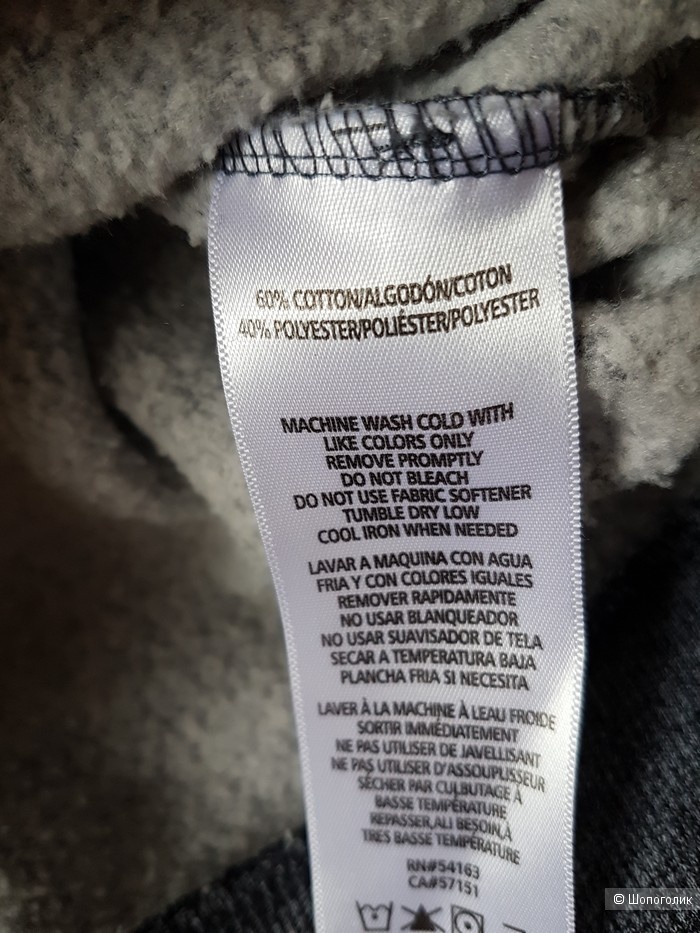 60% COTTON/ALGODÓN/COTON
40% POLYESTER/POLIÉSTER/POLYESTER
MACHINE WASH COLD WITH
LIKE COLORS ONLY
REMOVE PROMPTLY
DO NOT BLEACH
DO NOT USE FABRIC SOFTENER
TUMBLE DRY LOW
COOL IRON WHEN NEEDED
LAVAR A MAQUINA CON AGUA
FRIA Y CON COLORES IGUALES
REMOVER RAPIDAMENTE
NO USAR BLANQUEADOR
NO USAR SUAVISADOR DE TELA
SECAR A TEMPERATURA BAJA
PLANCHA FRIA SI NECESITA
LAVER À LA MACHINE À LEAU FROIDE
SORTIR IMMÉDIATEMENT
NE PAS UTILISER DE JAVELLISANT
NE PAS UTILISER D'ASSOUPLISSEUR
SÉCHER PAR CULBUTAGE À
BASSE TEMPÉRATURE
REPASSER,ALI BESOIN,À
TRES BASSE TEMPÉRATURE
RN#54163
CA#57151
© Шопоголик